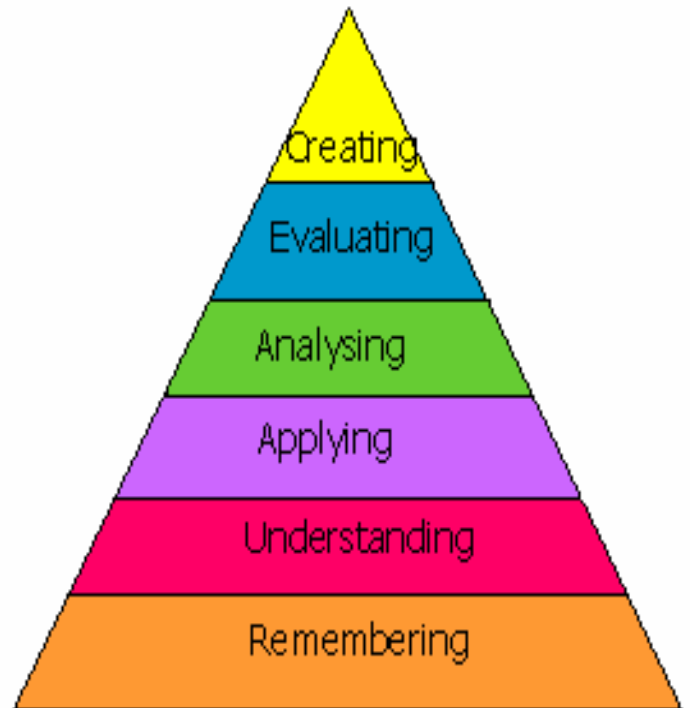 Creating
Evaluating
Analysing
Applying
Understanding
Remembering